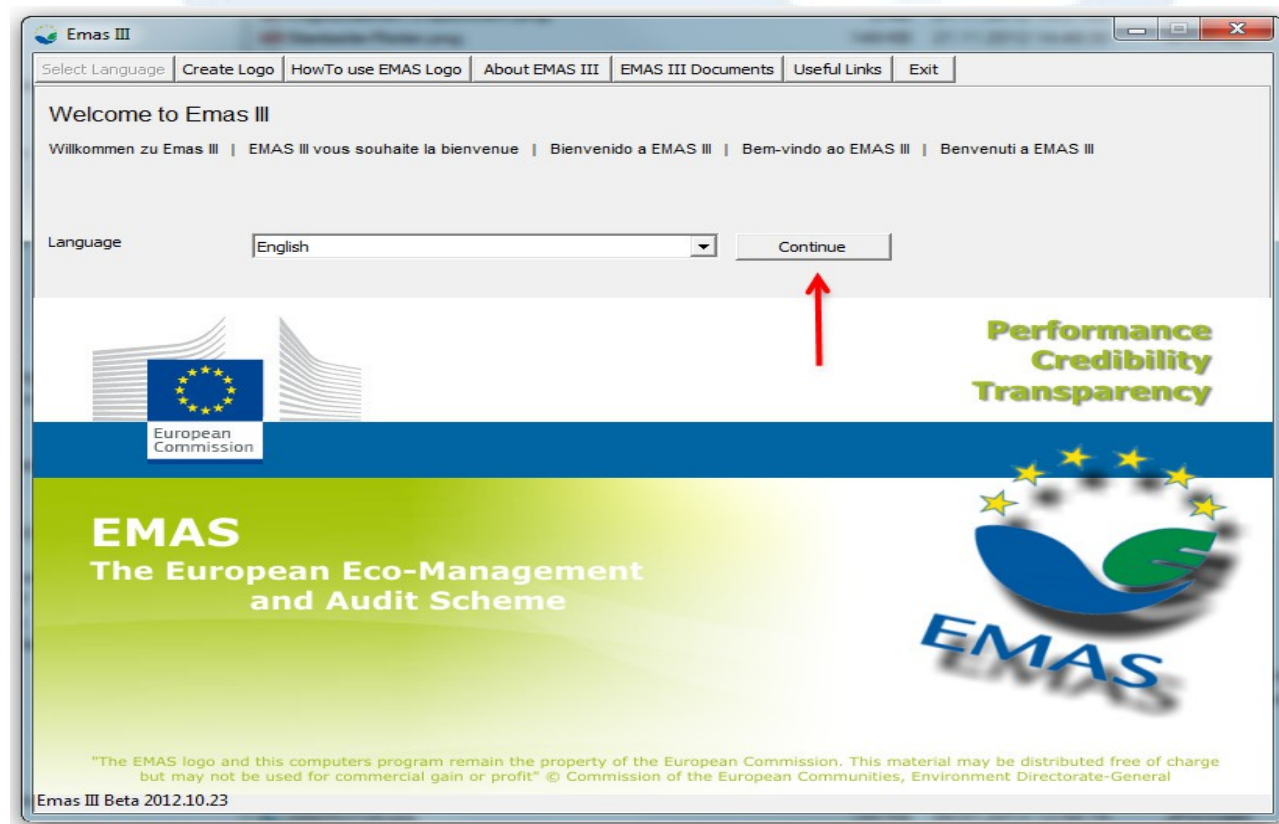 Emas III
Select Language Create Logo HowTo use EMAS Logo About EMAS III EMAS III Documents Useful Links Exit
Welcome to Emas III
Willkommen zu Emas III | EMAS III vous souhaite la bienvenue | Bienvenido a EMAS III | Bem-vindo ao EMAS III | Benvenuti a EMAS III
Language English Continue
Performance
Credibility
Transparency
European
Commission
EMAS
The European Eco-Management
and Audit Scheme
EMAS
"The EMAS logo and this computers program remain the property of the European Commission. This material may be distributed free of charge
but may not be used for commercial gain or profit" © Commission of the European Communities, Environment Directorate-General
Emas III Beta 2012.10.23